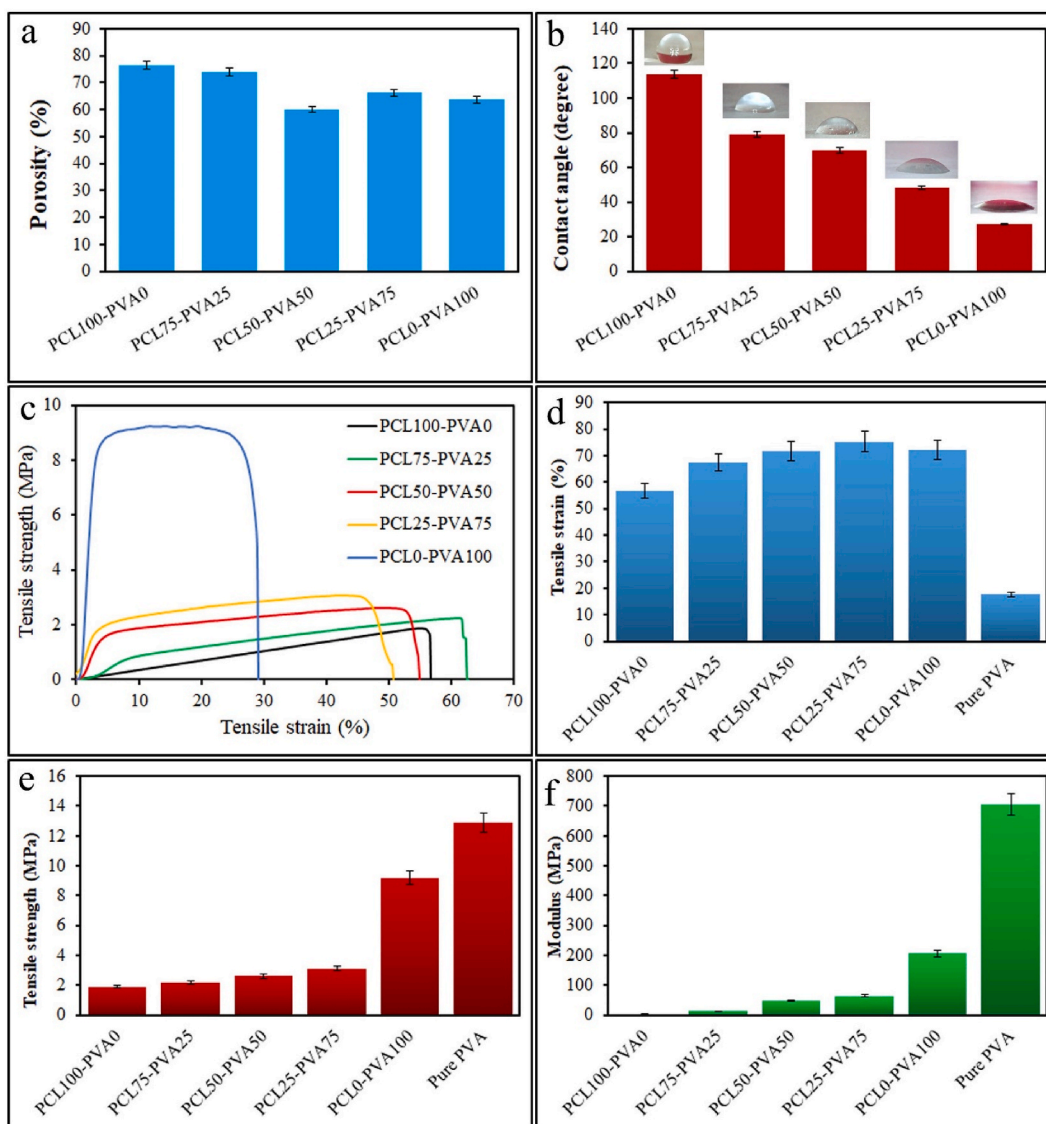 a
Porosity (%)
90
80
70
60
50
40
30
20
10
0
PCL100-PVA0
PCL75-PVA25
PCL50-PVA50
PCL25-PVA75
PCL0-PVA100
b
Contact angle (degree)
140
120
100
80
60
40
20
0
PCL100-PVA0
PCL75-PVA25
PCL50-PVA50
PCL25-PVA75
PCL0-PVA100
c
Tensile strength (MPa)
10
8
6
4
2
0
PCL100-PVA0
PCL75-PVA25
PCL50-PVA50
PCL25-PVA75
PCL0-PVA100
0 10 20 30 40 50 60 70
Tensile strain (%)
d
Tensile strain (%)
90
80
70
60
50
40
30
20
10
0
PCL100-PVA0
PCL75-PVA25
PCL50-PVA50
PCL25-PVA75
PCL0-PVA100
Pure PVA
e
Tensile strength (MPa)
16
14
12
10
8
6
4
2
0
PCL100-PVA0
PCL75-PVA25
PCL50-PVA50
PCL25-PVA75
PCL0-PVA100
Pure PVA
f
Modulus (MPa)
800
700
600
500
400
300
200
100
0
PCL100-PVA0
PCL75-PVA25
PCL50-PVA50
PCL25-PVA75
PCL0-PVA100
Pure PVA